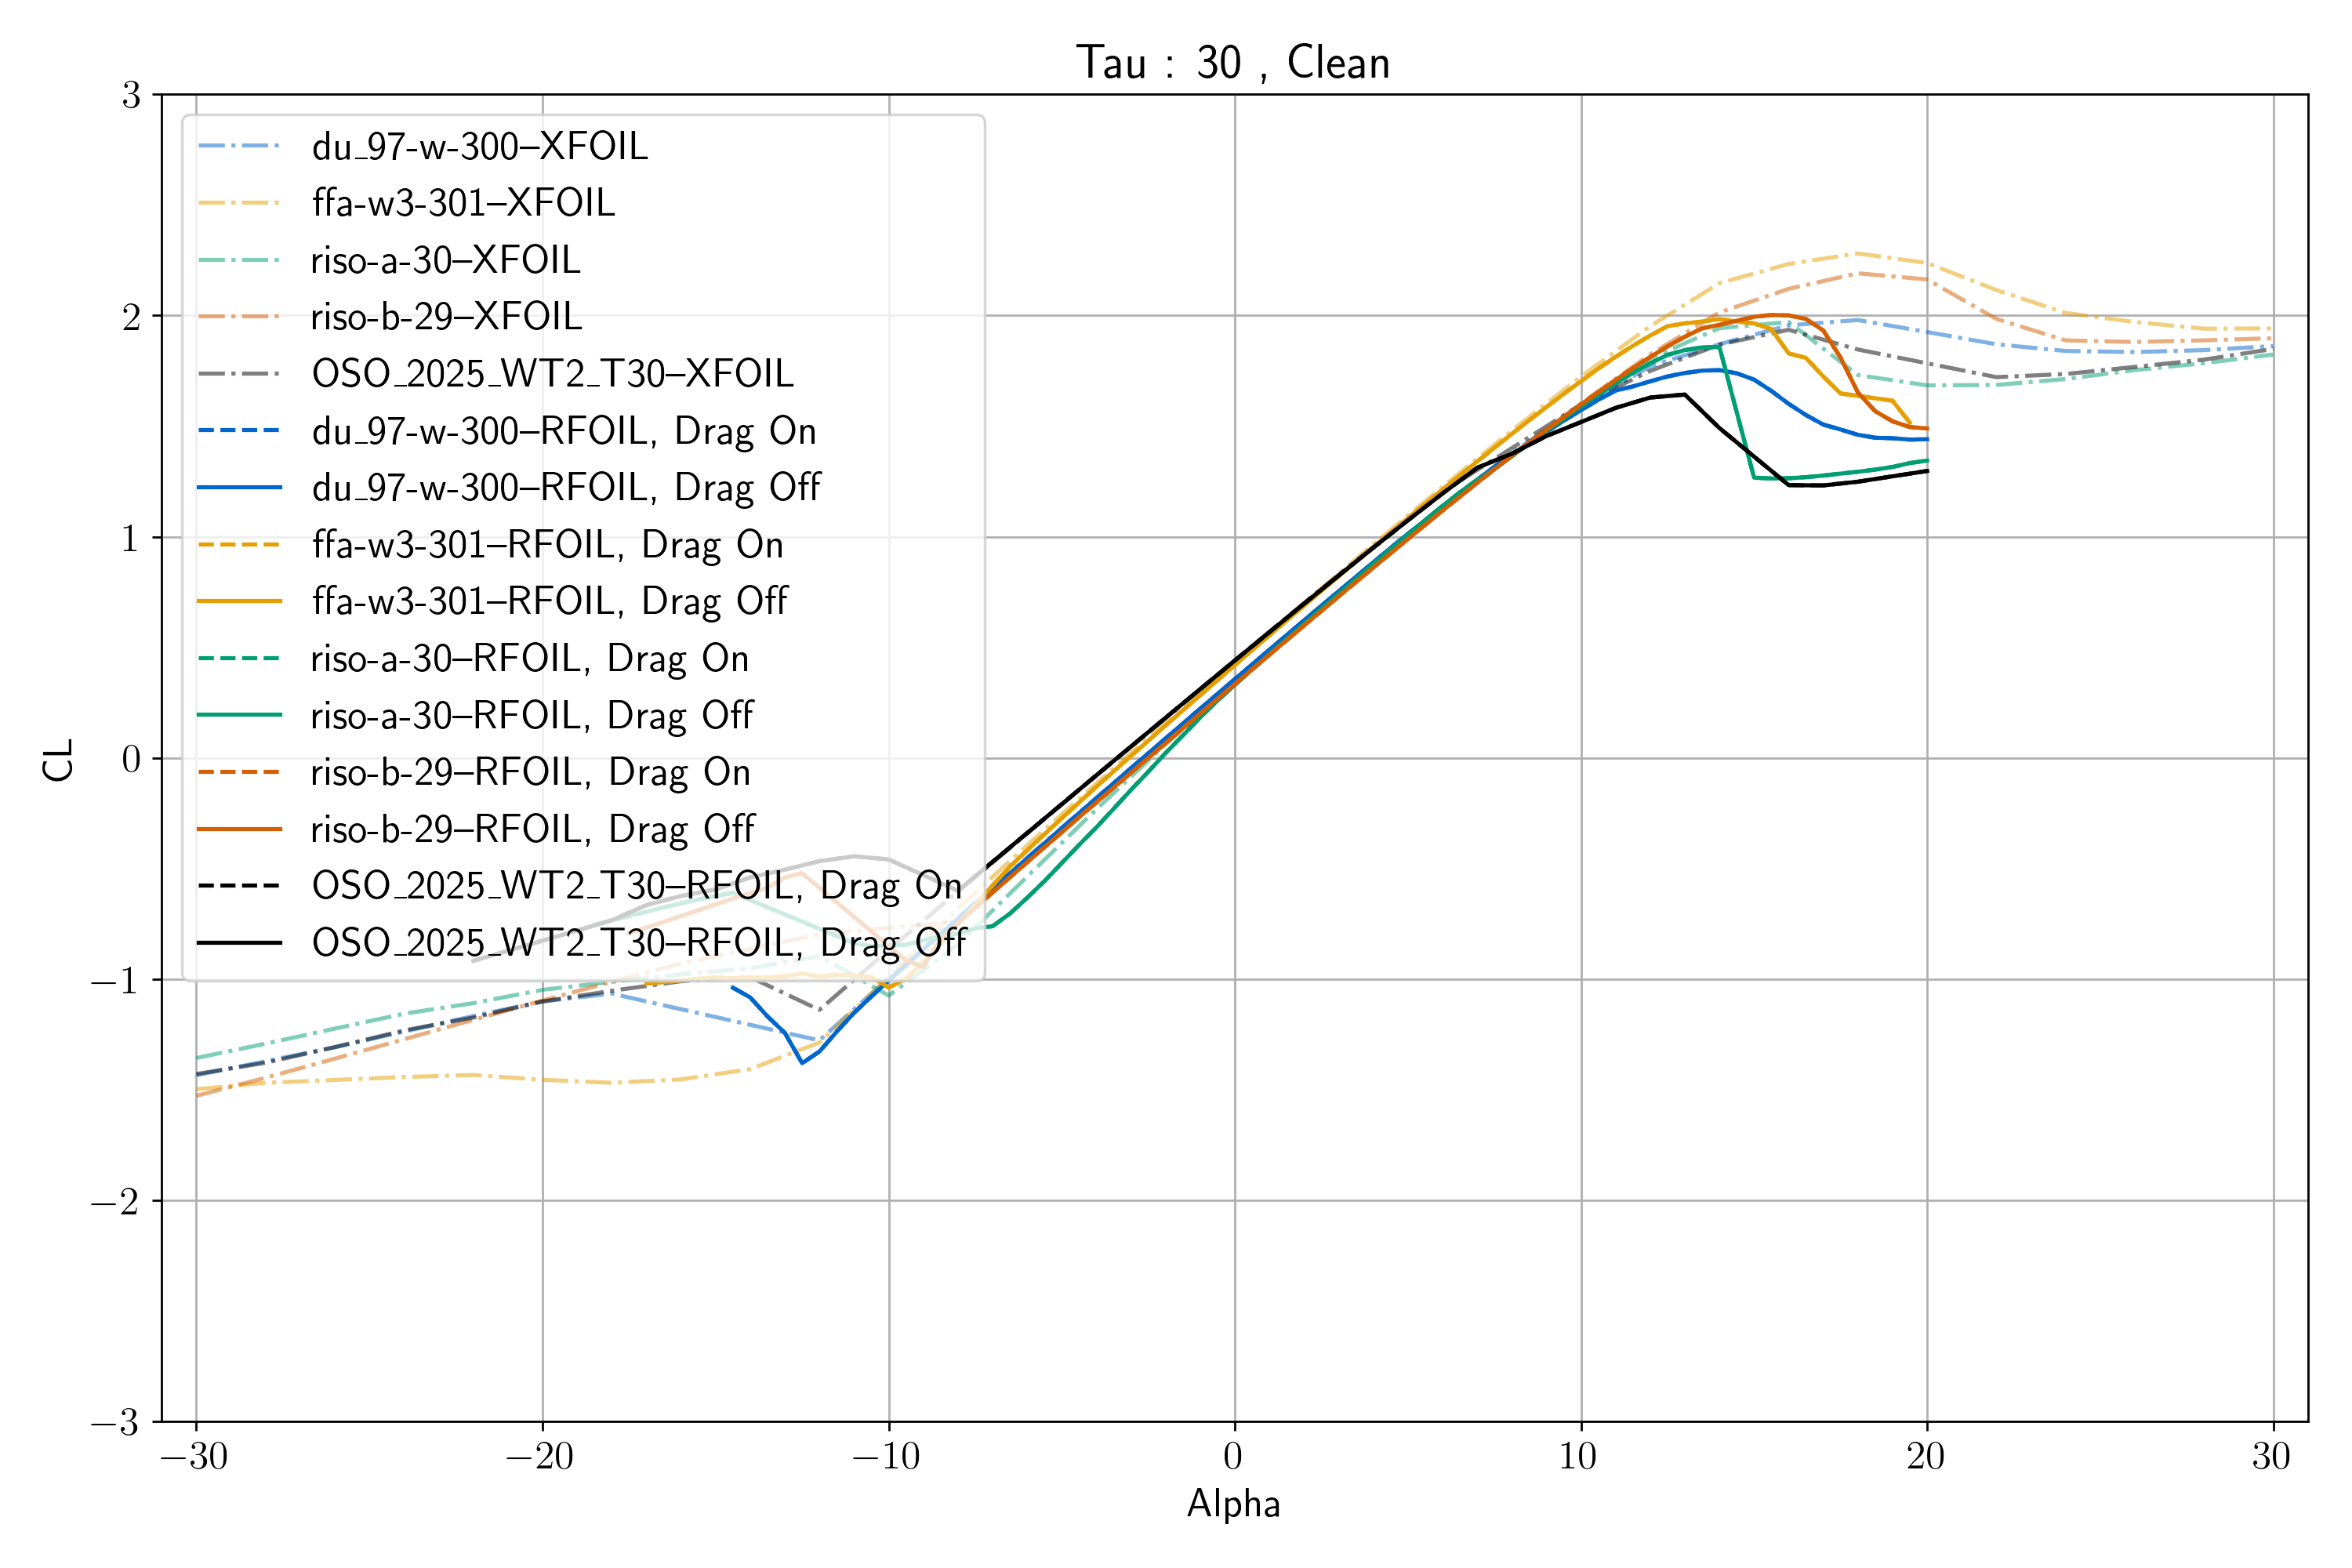 Tau : 30 , Clean
3
2
1
0
−1
−2
−3
CL
du_97-w-300–XFOIL
ffa-w3-301–XFOIL
riso-a-30–XFOIL
riso-b-29–XFOIL
OSO_2025_WT2_T30–XFOIL
du_97-w-300–RFOIL, Drag On
du_97-w-300–RFOIL, Drag Off
ffa-w3-301–RFOIL, Drag On
ffa-w3-301–RFOIL, Drag Off
riso-a-30–RFOIL, Drag On
riso-a-30–RFOIL, Drag Off
riso-b-29–RFOIL, Drag On
riso-b-29–RFOIL, Drag Off
OSO_2025_WT2_T30–RFOIL, Drag On
OSO_2025_WT2_T30–RFOIL, Drag Off
−30 −20 −10 0 10 20 30
Alpha